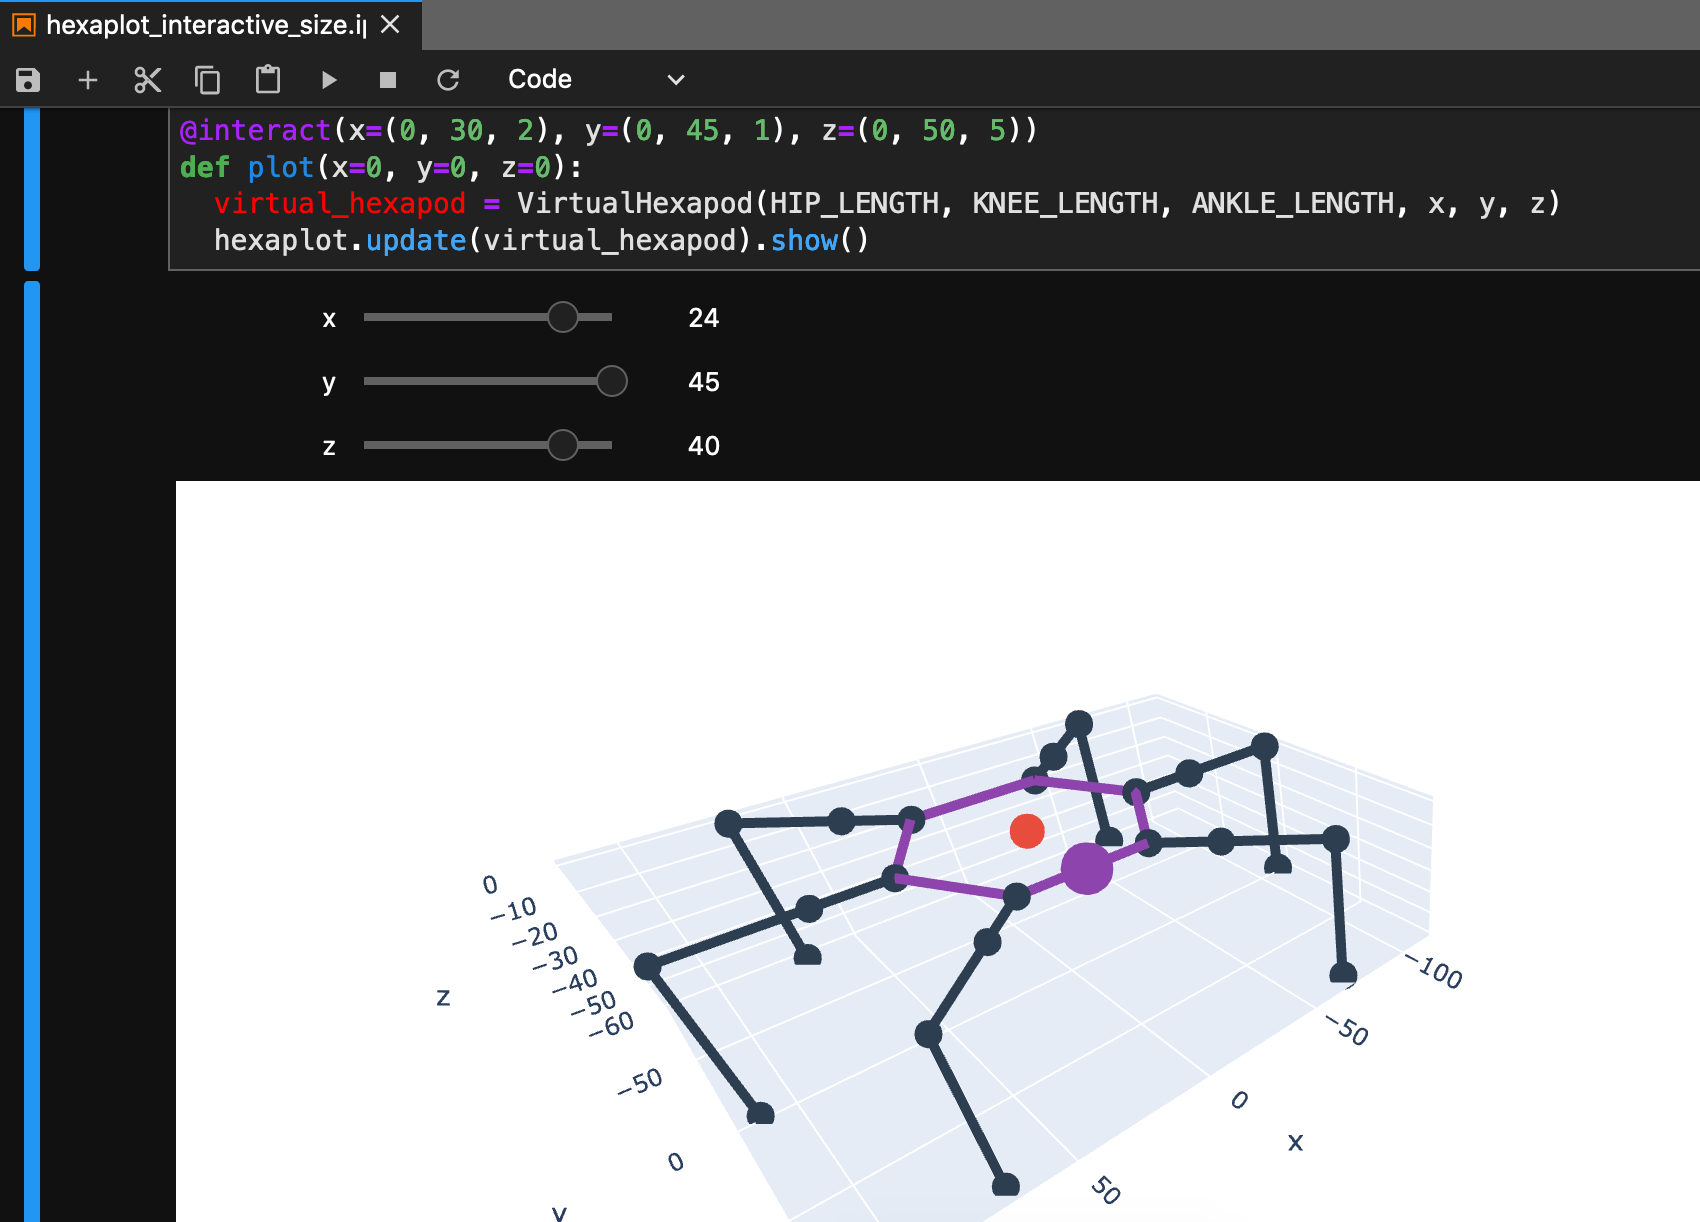 hexaplot_interactive_size.i
Code
@interact(x=(0, 30, 2), y=(0, 45, 1), z=(0, 50, 5))
def plot(x=0, y=0, z=0):
  virtual_hexapod = VirtualHexapod(HIP_LENGTH, KNEE_LENGTH, ANKLE_LENGTH, x, y, z)
  hexaplot.update(virtual_hexapod).show()
x 24
y 45
z 40
0
−10
−20
−30
−40
−50
−60
z
−50
0
y
−100
−50
0
50
x